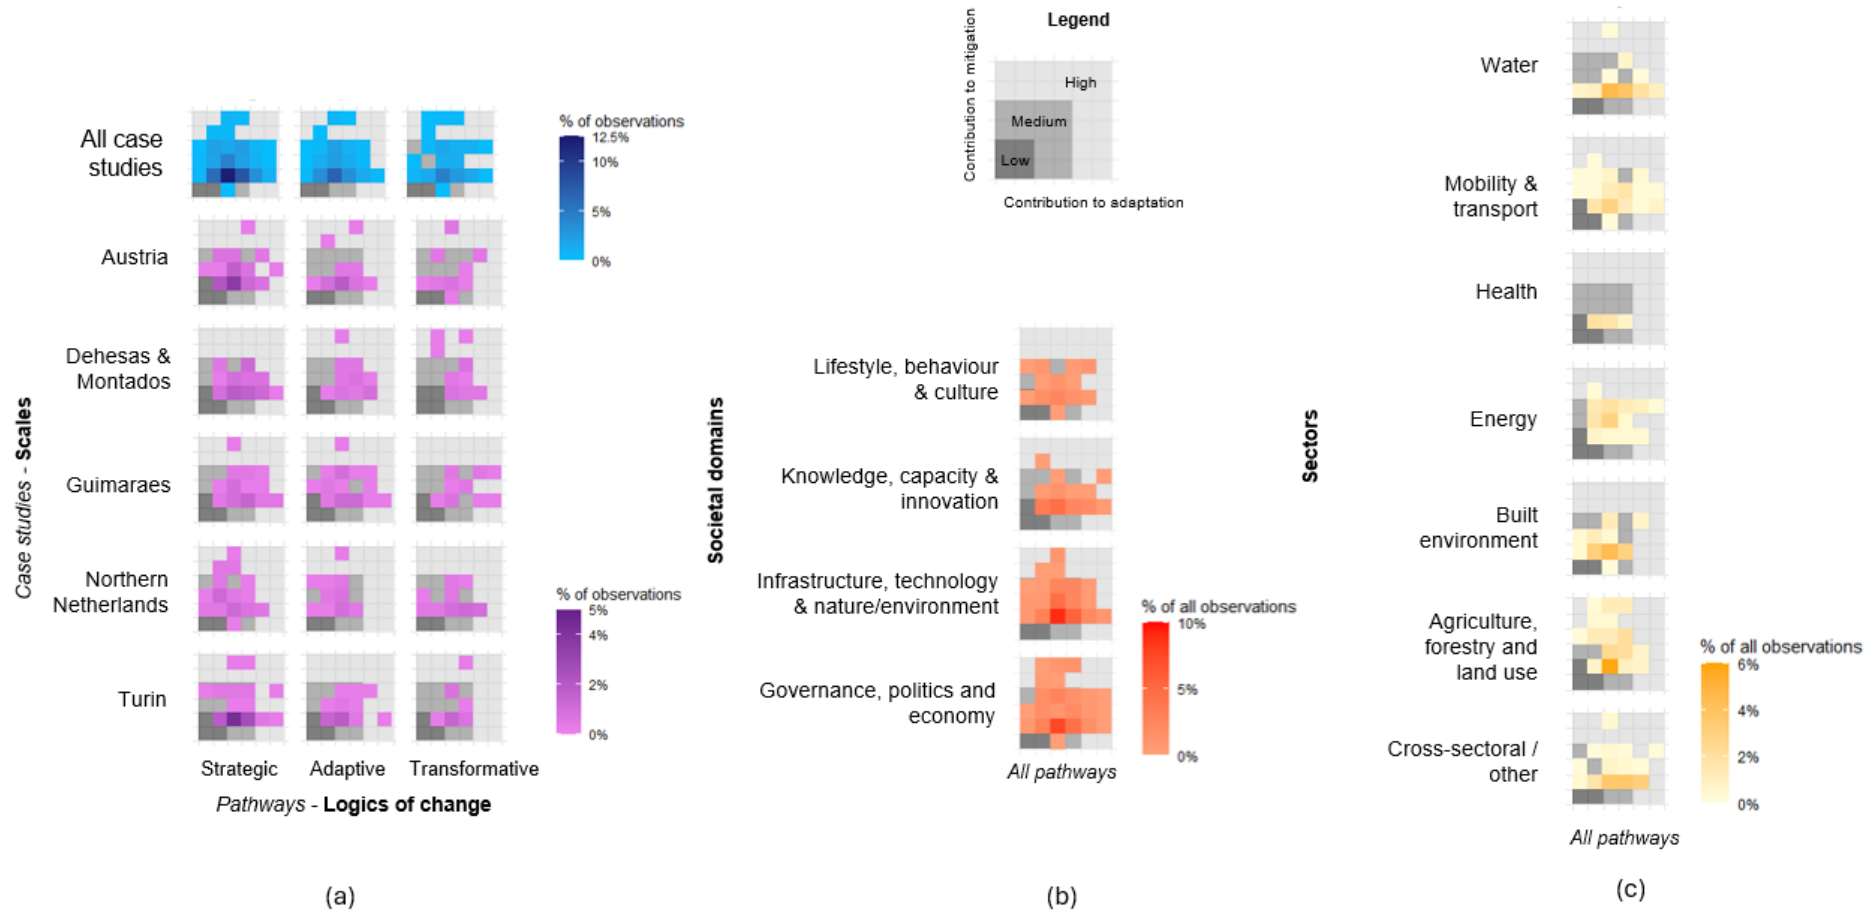 Legend
Contribution to mitigation
High
Medium
Low
Contribution to adaptation
Case studies - Scales
All case
studies
Austria
Dehesas &
Montados
Guimaraes
Northern
Netherlands
Turin
Strategic
Adaptive
Transformative
Pathways - Logics of change
% of observations
12.5%
10%
5%
0%
% of observations
5%
4%
2%
0%
(a)
Societal domains
Lifestyle, behaviour
& culture
Knowledge, capacity &
innovation
Infrastructure, technology
& nature/environment
Governance, politics and
economy
All pathways
% of all observations
10%
5%
0%
(b)
Sectors
Water
Mobility &
transport
Health
Energy
Built
environment
Agriculture,
forestry and
land use
Cross-sectoral /
other
All pathways
% of all observations
6%
4%
2%
0%
(c)